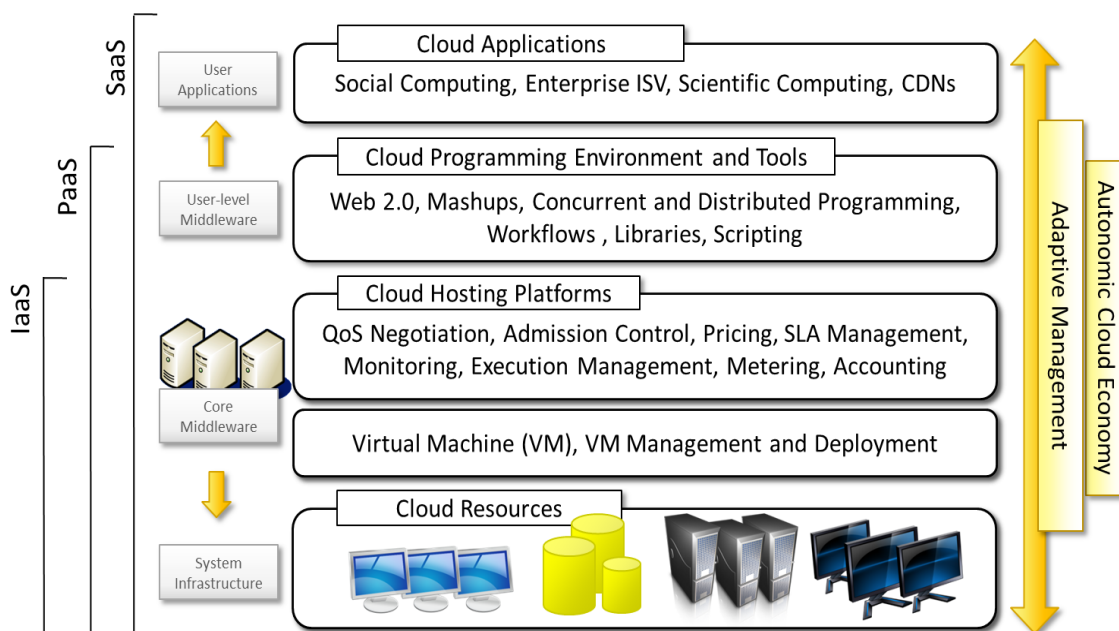 SaaS
PaaS
IaaS
User
Applications
Cloud Applications
Social Computing, Enterprise ISV, Scientific Computing, CDNs
User-level
Middleware
Cloud Programming Environment and Tools
Web 2.0, Mashups, Concurrent and Distributed Programming,
Workflows , Libraries, Scripting
Cloud Hosting Platforms
QoS Negotiation, Admission Control, Pricing, SLA Management,
Monitoring, Execution Management, Metering, Accounting
Core
Middleware
Virtual Machine (VM), VM Management and Deployment
Cloud Resources
System
Infrastructure
Adaptive Management
Autonomic Cloud Economy